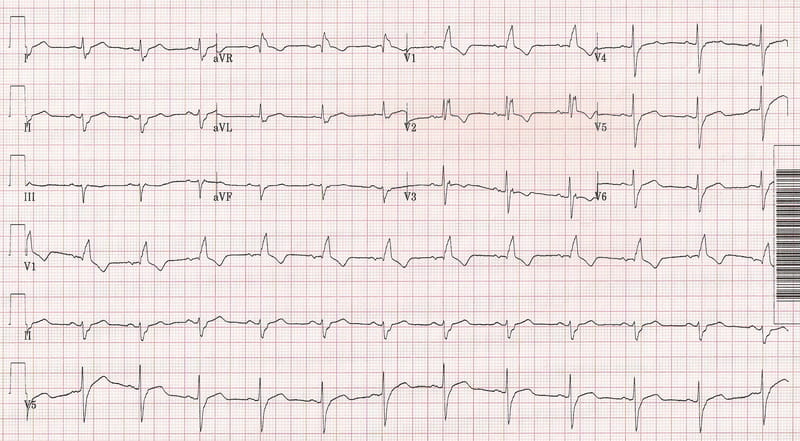 I aVR V1 V4
II aVL V2 V5
III aVF V3 V6
V1
II
V5